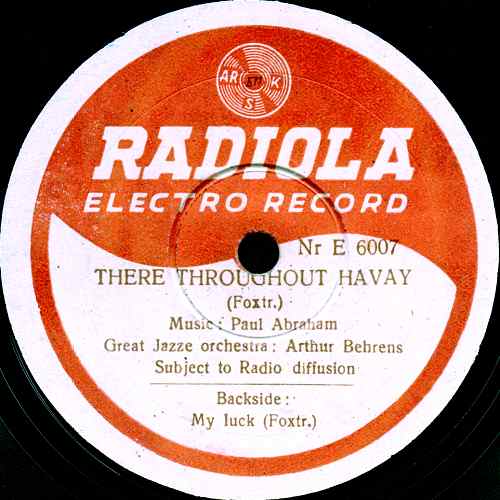 AR EM K
S
RADIOLA
ELECTRO RECORD
Nr E 6007
THERE THROUGHOUT HAVAY
(Foxtr.)
Music: Paul Abraham
Great Jazze orchestra: Arthur Behrens
Subject to Radio diffusion
Backside:
My luck (Foxtr.)